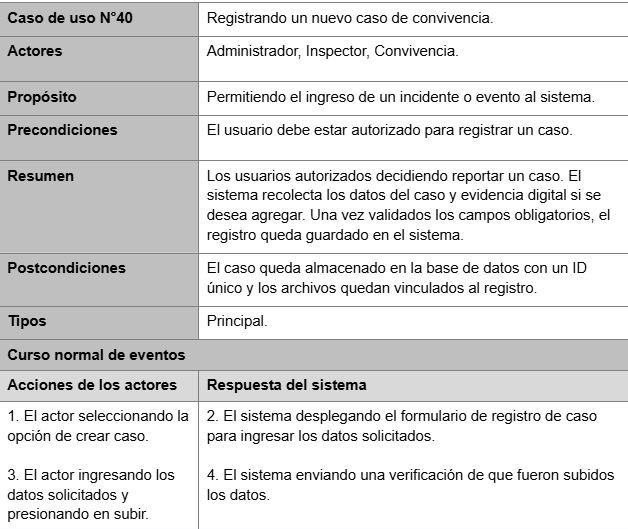 Caso de uso N°40
Registrando un nuevo caso de convivencia.
Actores
Administrador, Inspector, Convivencia.
Propósito
Permitiendo el ingreso de un incidente o evento al sistema.
Precondiciones
El usuario debe estar autorizado para registrar un caso.
Resumen
Los usuarios autorizados decidiendo reportar un caso. El
sistema recolecta los datos del caso y evidencia digital si se
desea agregar. Una vez validados los campos obligatorios, el
registro queda guardado en el sistema.
Postcondiciones
El caso queda almacenado en la base de datos con un ID
único y los archivos quedan vinculados al registro.
Tipos
Principal.
Curso normal de eventos
Acciones de los actores
Respuesta del sistema
1. El actor seleccionando la
opción de crear caso.
2. El sistema desplegando el formulario de registro de caso
para ingresar los datos solicitados.
3. El actor ingresando los
datos solicitados y
presionando en subir.
4. El sistema enviando una verificación de que fueron subidos
los datos.